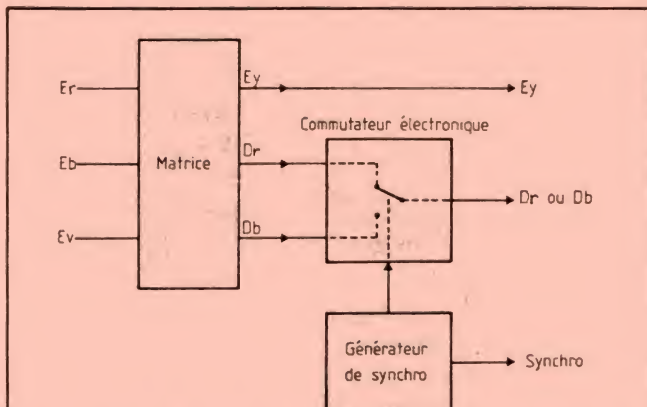 Er
Ey
Ey
Commutateur électronique
Eb
Matrice
Dr
Dr ou Db
Ev
Db
Générateur
de synchro
Synchro